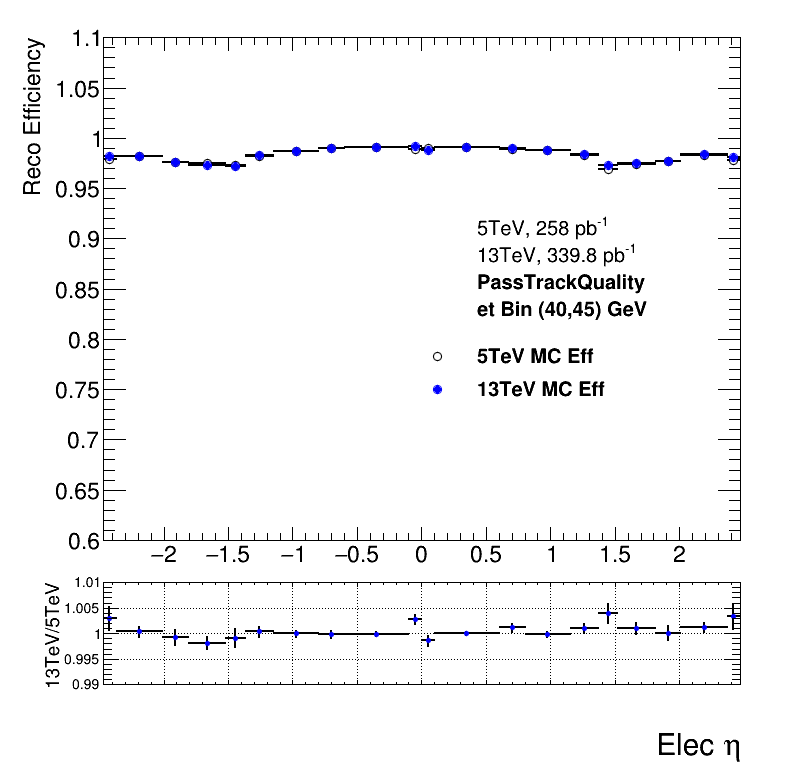 Reco Efficiency
1.1
1.05
1
0.95
0.9
0.85
0.8
0.75
0.7
0.65
0.6
5TeV, 258 pb⁻¹
13TeV, 339.8 pb⁻¹
PassTrackQuality
et Bin (40,45) GeV
5TeV MC Eff
13TeV MC Eff
−2 −1.5 −1 −0.5 0 0.5 1 1.5 2
13TeV/5TeV
1.01
1.005
1
0.995
0.99
Elec η